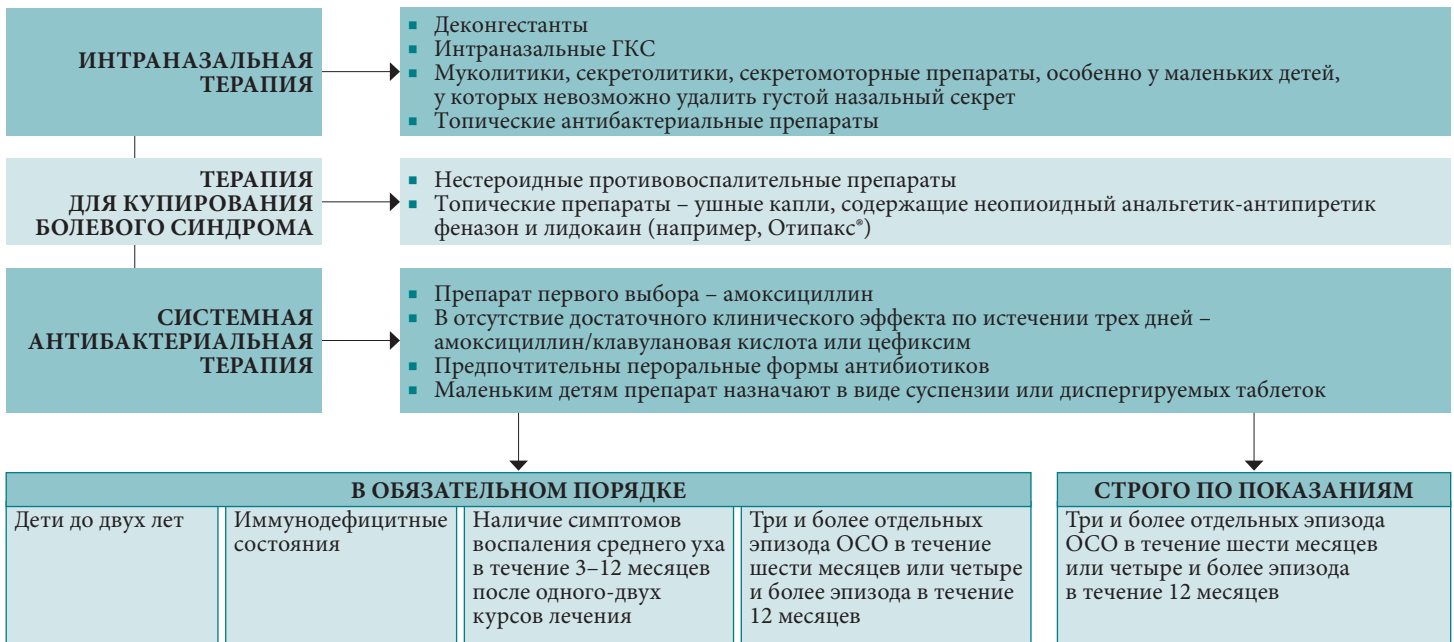 ИНТРАНАЗАЛЬНАЯ
ТЕРАПИЯ
▪ Деконгестанты
▪ Интраназальные ГКС
▪ Муколитики, секретолитики, секретомоторные препараты, особенно у маленьких детей,
у которых невозможно удалить густой назальный секрет
▪ Топические антибактериальные препараты
ТЕРАПИЯ
ДЛЯ КУПИРОВАНИЯ
БОЛЕВОГО СИНДРОМА
▪ Нестероидные противовоспалительные препараты
▪ Топические препараты – ушные капли, содержащие неопиоидный анальгетик-антипиретик
феназон и лидокаин (например, Отипакс®)
СИСТЕМНАЯ
АНТИБАКТЕРИАЛЬНАЯ
ТЕРАПИЯ
▪ Препарат первого выбора – амоксициллин
▪ В отсутствие достаточного клинического эффекта по истечении трех дней –
амоксициллин/клавулановая кислота или цефиксим
▪ Предпочтительны пероральные формы антибиотиков
▪ Маленьким детям препарат назначают в виде суспензии или диспергируемых таблеток
В ОБЯЗАТЕЛЬНОМ ПОРЯДКЕ
Дети до двух лет
Иммунодефицитные
состояния
Наличие симптомов
воспаления среднего уха
в течение 3–12 месяцев
после одного-двух
курсов лечения
Три и более отдельных
эпизода ОСО в течение
шести месяцев или четыре
и более эпизода в течение
12 месяцев
СТРОГО ПО ПОКАЗАНИЯМ
Три и более отдельных эпизода
ОСО в течение шести месяцев
или четыре и более эпизода
в течение 12 месяцев